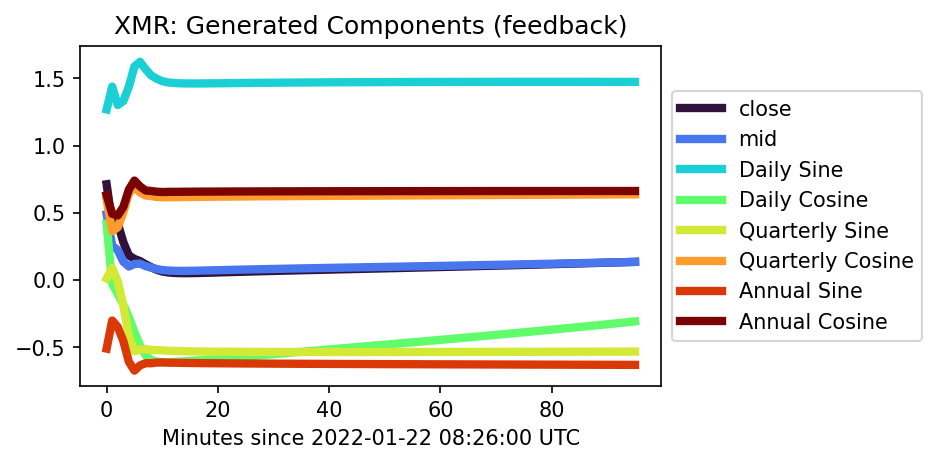 XMR: Generated Components (feedback)
1.5
1.0
0.5
0.0
−0.5
0 20 40 60 80
Minutes since 2022-01-22 08:26:00 UTC
close
mid
Daily Sine
Daily Cosine
Quarterly Sine
Quarterly Cosine
Annual Sine
Annual Cosine